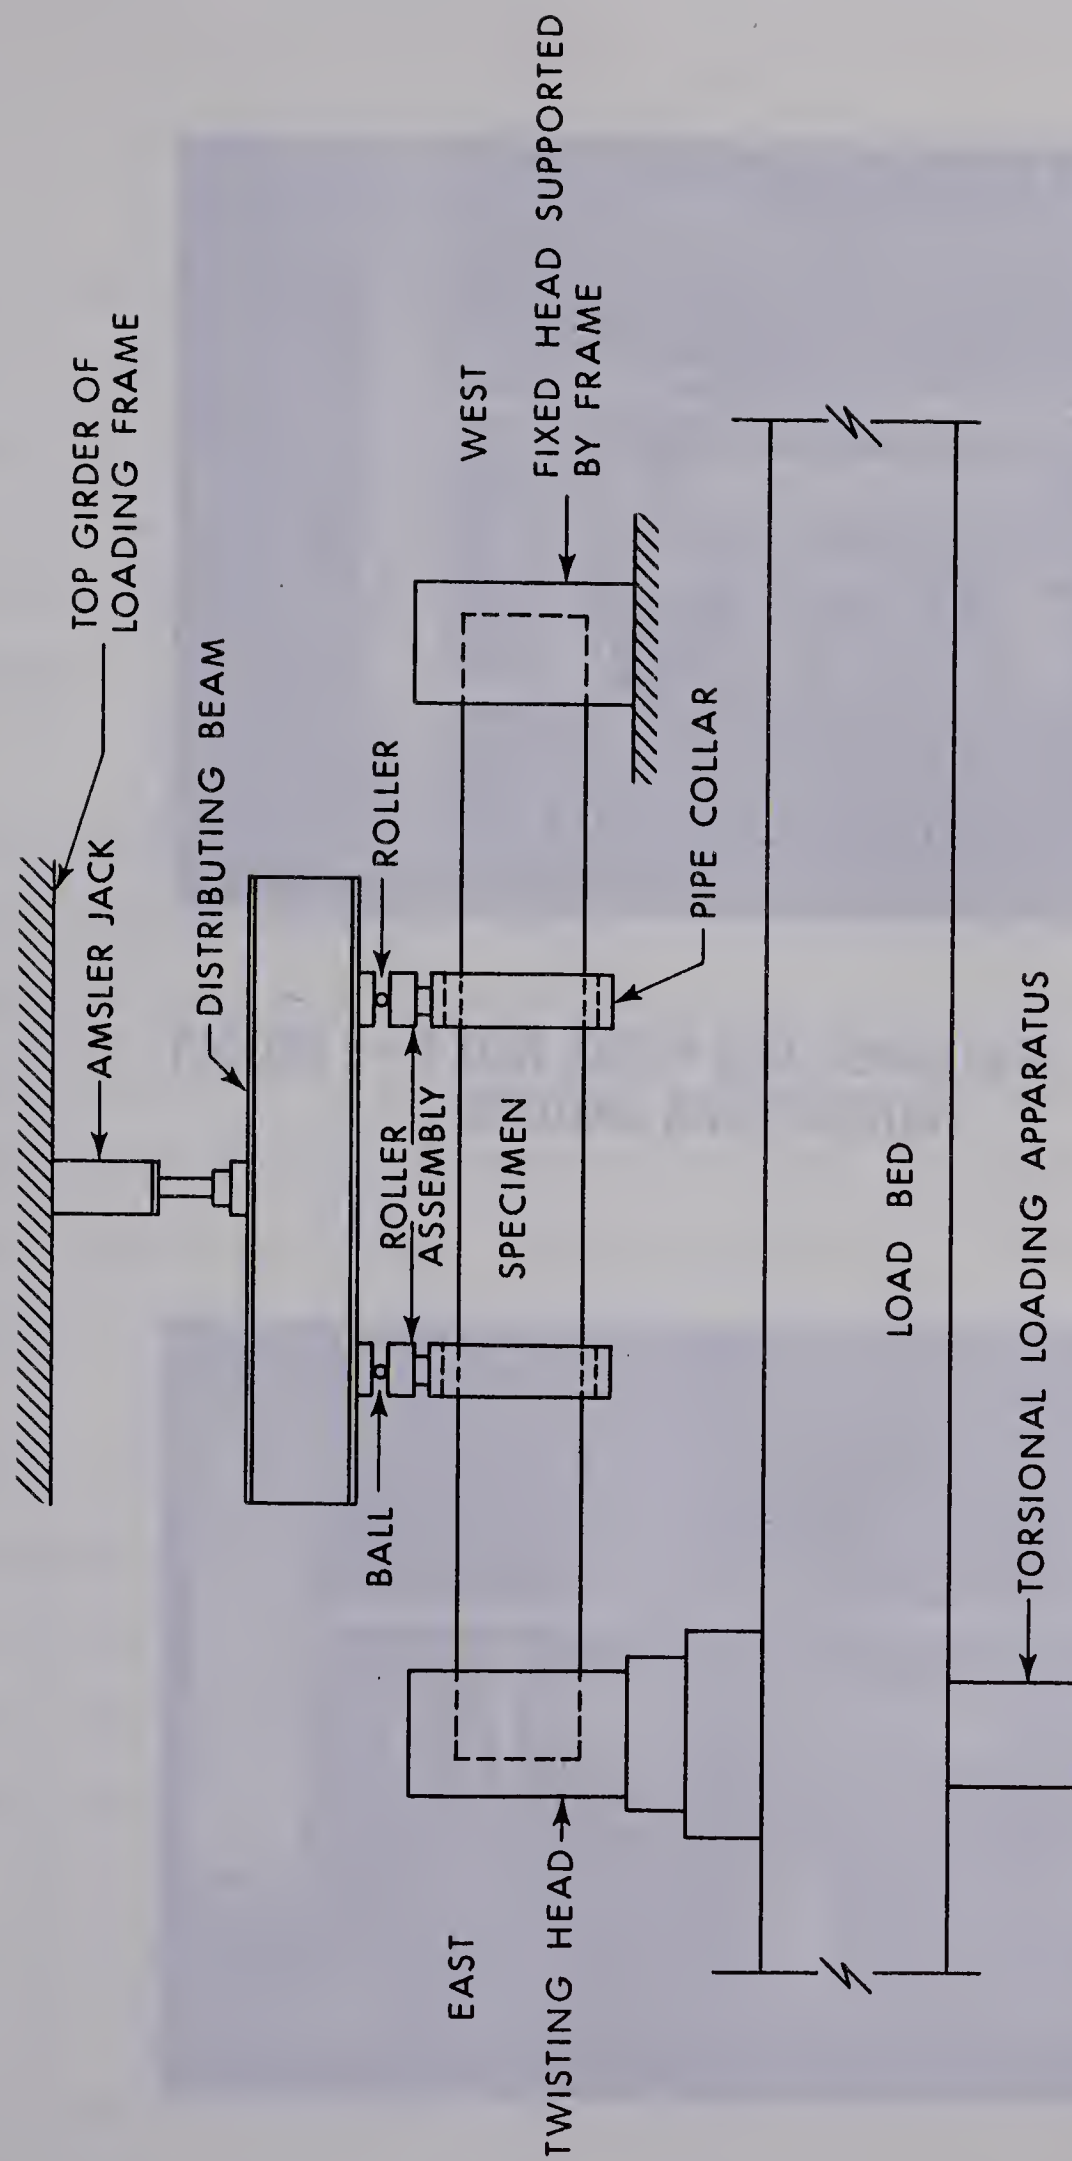 TOP GIRDER OF
LOADING FRAME
AMSLER JACK
DISTRIBUTING BEAM
ROLLER
BALL
ROLLER
ASSEMBLY
SPECIMEN
EAST
WEST
TWISTING HEAD
FIXED HEAD SUPPORTED
BY FRAME
PIPE COLLAR
LOAD BED
TORSIONAL LOADING APPARATUS